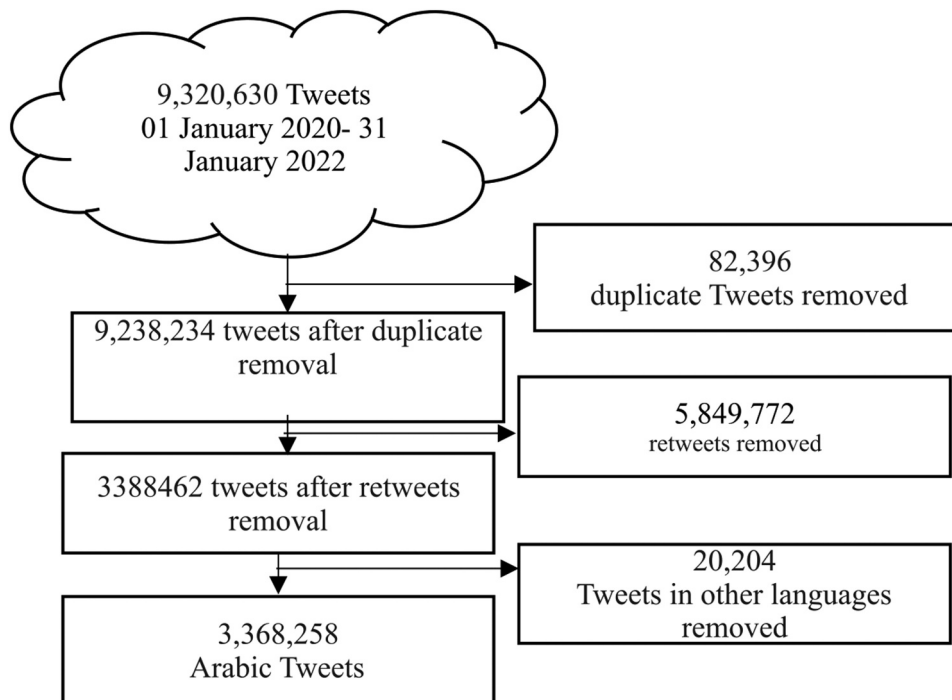 9,320,630 Tweets
01 January 2020- 31
January 2022
82,396
duplicate Tweets removed
9,238,234 tweets after duplicate
removal
5,849,772
retweets removed
3388462 tweets after retweets
removal
20,204
Tweets in other languages
removed
3,368,258
Arabic Tweets